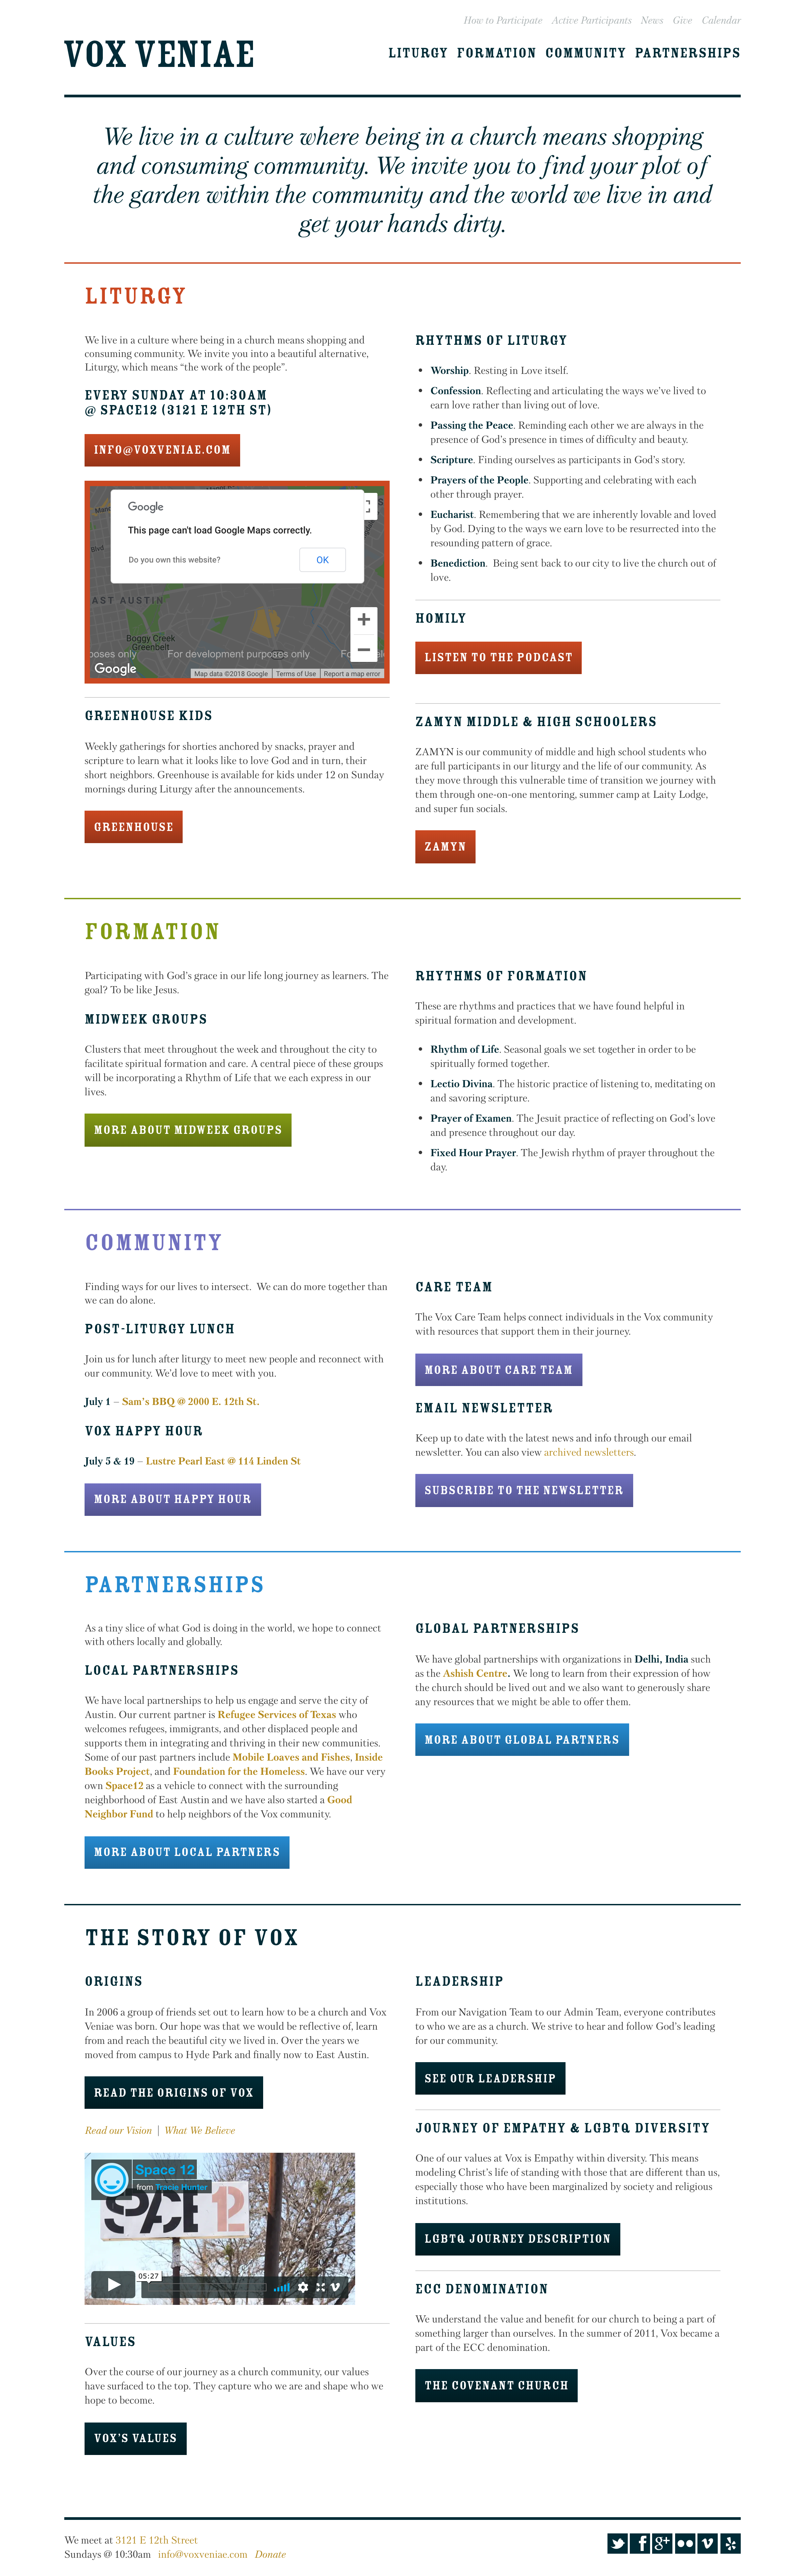 How to Participate Active Participants News Give Calendar
VOX VENIAE
LITURGY FORMATION COMMUNITY PARTNERSHIPS
We live in a culture where being in a church means shopping
and consuming community. We invite you to find your plot of
the garden within the community and the world we live in and
get your hands dirty.
LITURGY
We live in a culture where being in a church means shopping and
consuming community. We invite you into a beautiful alternative,
Liturgy, which means “the work of the people”.
EVERY SUNDAY AT 10:30AM
@ SPACE12 (3121 E 12TH ST)
INFO@VOXVENIAE.COM
Google
This page can't load Google Maps correctly.
Do you own this website?
OK
EAST AUSTIN
Boggy Creek
Greenbelt
For development purposes only
Google
Map data ©2018 Google
Terms of Use
Report a map error
GREENHOUSE KIDS
Weekly gatherings for shorties anchored by snacks, prayer and
scripture to learn what it looks like to love God and in turn, their
short neighbors. Greenhouse is available for kids under 12 on Sunday
mornings during Liturgy after the announcements.
GREENHOUSE
RHYTHMS OF LITURGY
• Worship. Resting in Love itself.
• Confession. Reflecting and articulating the ways we’ve lived to
earn love rather than living out of love.
• Passing the Peace. Reminding each other we are always in the
presence of God’s presence in times of difficulty and beauty.
• Scripture. Finding ourselves as participants in God’s story.
• Prayers of the People. Supporting and celebrating with each
other through prayer.
• Eucharist. Remembering that we are inherently lovable and loved
by God. Dying to the ways we earn love to be resurrected into the
resounding pattern of grace.
• Benediction. Being sent back to our city to live the church out of
love.
HOMILY
LISTEN TO THE PODCAST
ZAMYN MIDDLE & HIGH SCHOOLERS
ZAMYN is our community of middle and high school students who
are full participants in our liturgy and the life of our community. As
they move through this vulnerable time of transition we journey with
them through one-on-one mentoring, summer camp at Laity Lodge,
and super fun socials.
ZAMYN
FORMATION
Participating with God’s grace in our life long journey as learners. The
goal? To be like Jesus.
MIDWEEK GROUPS
Clusters that meet throughout the week and throughout the city to
facilitate spiritual formation and care. A central piece of these groups
will be incorporating a Rhythm of Life that we each express in our
lives.
MORE ABOUT MIDWEEK GROUPS
RHYTHMS OF FORMATION
These are rhythms and practices that we have found helpful in
spiritual formation and development.
• Rhythm of Life. Seasonal goals we set together in order to be
spiritually formed together.
• Lectio Divina. The historic practice of listening to, meditating on
and savoring scripture.
• Prayer of Examen. The Jesuit practice of reflecting on God’s love
and presence throughout our day.
• Fixed Hour Prayer. The Jewish rhythm of prayer throughout the
day.
COMMUNITY
Finding ways for our lives to intersect. We can do more together than
we can do alone.
POST-LITURGY LUNCH
Join us for lunch after liturgy to meet new people and reconnect with
our community. We’d love to meet with you.
July 1 – Sam’s BBQ @ 2000 E. 12th St.
VOX HAPPY HOUR
July 5 & 19 – Lustre Pearl East @ 114 Linden St
MORE ABOUT HAPPY HOUR
CARE TEAM
The Vox Care Team helps connect individuals in the Vox community
with resources that support them in their journey.
MORE ABOUT CARE TEAM
EMAIL NEWSLETTER
Keep up to date with the latest news and info through our email
newsletter. You can also view archived newsletters.
SUBSCRIBE TO THE NEWSLETTER
PARTNERSHIPS
As a tiny slice of what God is doing in the world, we hope to connect
with others locally and globally.
LOCAL PARTNERSHIPS
We have local partnerships to help us engage and serve the city of
Austin. Our current partner is Refugee Services of Texas who
welcomes refugees, immigrants, and other displaced people and
supports them in integrating and thriving in their new communities.
Some of our past partners include Mobile Loaves and Fishes, Inside
Books Project, and Foundation for the Homeless. We have our very
own Space12 as a vehicle to connect with the surrounding
neighborhood of East Austin and we have also started a Good
Neighbor Fund to help neighbors of the Vox community.
MORE ABOUT LOCAL PARTNERS
GLOBAL PARTNERSHIPS
We have global partnerships with organizations in Delhi, India such
as the Ashish Centre. We long to learn from their expression of how
the church should be lived out and we also want to generously share
any resources that we might be able to offer them.
MORE ABOUT GLOBAL PARTNERS
THE STORY OF VOX
ORIGINS
In 2006 a group of friends set out to learn how to be a church and Vox
Veniae was born. Our hope was that we would be reflective of, learn
from and reach the beautiful city we lived in. Over the years we
moved from campus to Hyde Park and finally now to East Austin.
READ THE ORIGINS OF VOX
Read our Vision | What We Believe
Space 12
from Tracie Hunter
SPACE 12
05:27
VALUES
Over the course of our journey as a church community, our values
have surfaced to the top. They capture who we are and shape who we
hope to become.
VOX’S VALUES
LEADERSHIP
From our Navigation Team to our Admin Team, everyone contributes
to who we are as a church. We strive to hear and follow God’s leading
for our community.
SEE OUR LEADERSHIP
JOURNEY OF EMPATHY & LGBTQ DIVERSITY
One of our values at Vox is Empathy within diversity. This means
modeling Christ’s life of standing with those that are different than us,
especially those who have been marginalized by society and religious
institutions.
LGBTQ JOURNEY DESCRIPTION
ECC DENOMINATION
We understand the value and benefit for our church to being a part of
something larger than ourselves. In the summer of 2011, Vox became a
part of the ECC denomination.
THE COVENANT CHURCH
We meet at 3121 E 12th Street
Sundays @ 10:30am info@voxveniae.com Donate